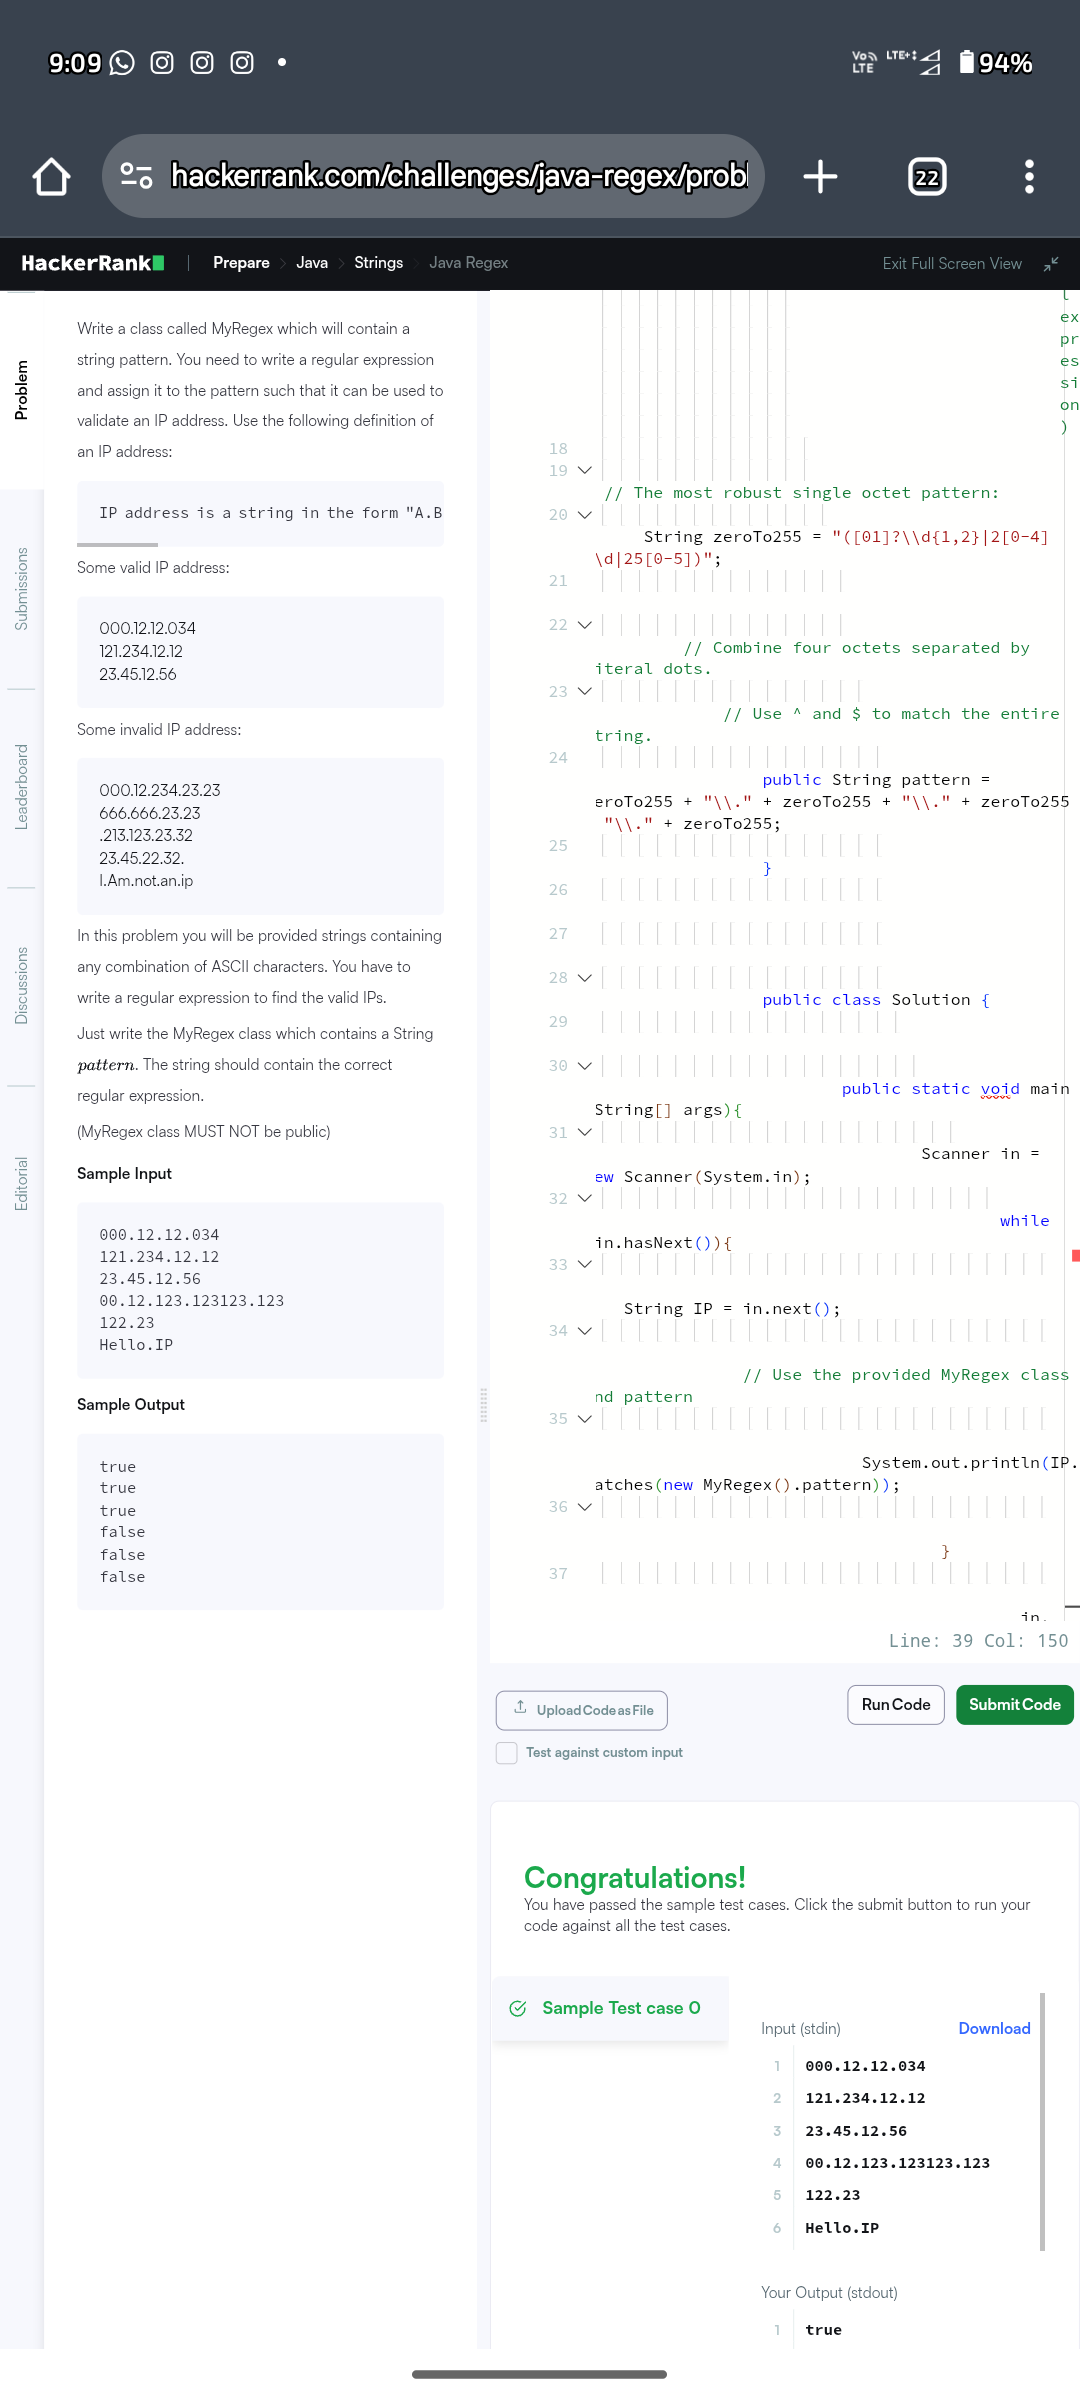 9:09
Vo
LTE
LTE+
94%
hackerrank.com/challenges/java-regex/probl
22
HackerRank
Prepare
Java
Strings
Java Regex
Exit Full Screen View
Problem
Submissions
Leaderboard
Discussions
Editorial
Write a class called MyRegex which will contain a
string pattern. You need to write a regular expression
and assign it to the pattern such that it can be used to
validate an IP address. Use the following definition of
an IP address:
IP address is a string in the form "A.B
Some valid IP address:
000.12.12.034
121.234.12.12
23.45.12.56
Some invalid IP address:
000.12.234.23.23
666.666.23.23
.213.123.23.32
23.45.22.32.
I.Am.not.an.ip
In this problem you will be provided strings containing
any combination of ASCII characters. You have to
write a regular expression to find the valid IPs.
Just write the MyRegex class which contains a String
pattern. The string should contain the correct
regular expression.
(MyRegex class MUST NOT be public)
Sample Input
000.12.12.034
121.234.12.12
23.45.12.56
00.12.123.123123.123
122.23
Hello.IP
Sample Output
true
true
true
false
false
false
l
ex
pr
es
si
on
)
18
19
// The most robust single octet pattern:
20
String zeroTo255 = "([01]?\\d{1,2}|2[0-4]
\d|25[0-5])";
21
22
// Combine four octets separated by
iteral dots.
23
// Use ^ and $ to match the entire
tring.
24
public String pattern =
eroTo255 + "\\." + zeroTo255 + "\\." + zeroTo255
"\\." + zeroTo255;
25
}
26
27
28
public class Solution {
29
30
public static void main
String[] args){
31
Scanner in =
ew Scanner(System.in);
32
while
in.hasNext()){
33
String IP = in.next();
34
// Use the provided MyRegex class
nd pattern
35
System.out.println(IP.
atches(new MyRegex().pattern));
36
}
37
in.
Line: 39 Col: 150
Upload Code as File
Run Code
Submit Code
Test against custom input
Congratulations!
You have passed the sample test cases. Click the submit button to run your
code against all the test cases.
Sample Test case 0
Input (stdin)
Download
1 000.12.12.034
2 121.234.12.12
3 23.45.12.56
4 00.12.123.123123.123
5 122.23
6 Hello.IP
Your Output (stdout)
1 true